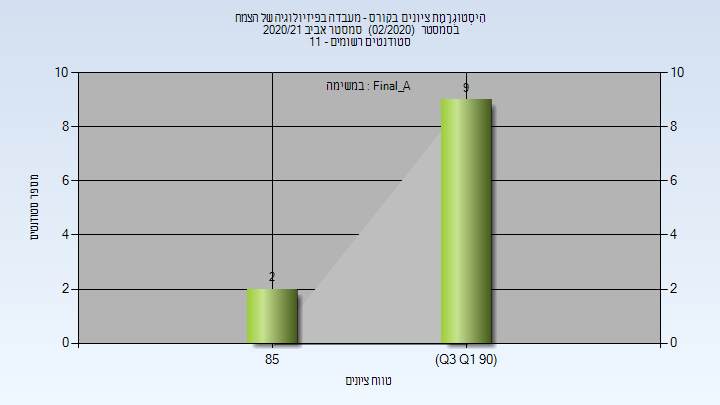 היסטוגרמת ציונים בקורס - מעבדה בפיזיולוגיה של הצמח
בסמסטר (02/2020) סמסטר אביב 2020/21
סטודנטים רשומים - 11
במשימה : Final_A
10 10
8 8
6 6
4 4
2 2
0 0
2
9
מספר סטודנטים
85
(Q3 Q1 90)
טווח ציונים